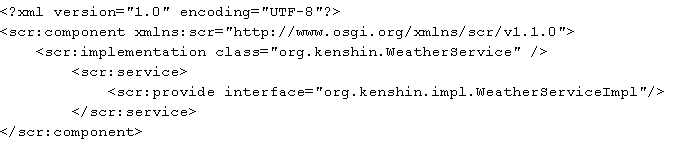 <?xml version="1.0" encoding="UTF-8"?>
<scr:component xmlns:scr="http://www.osgi.org/xmlns/scr/v1.1.0">
    <scr:implementation class="org.kenshin.WeatherService" />
        <scr:service>
            <scr:provide interface="org.kenshin.impl.WeatherServiceImpl"/>
        </scr:service>
</scr:component>